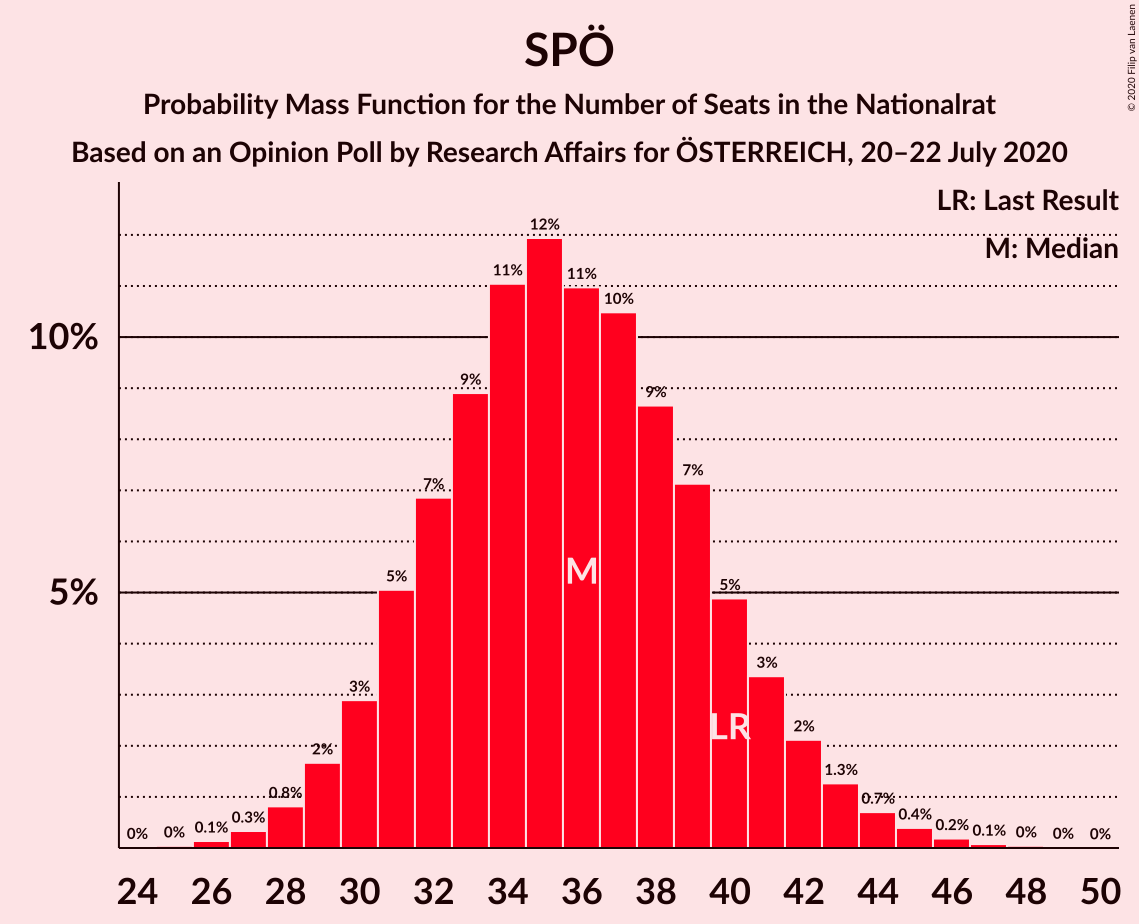 SPÖ
Probability Mass Function for the Number of Seats in the Nationalrat
Based on an Opinion Poll by Research Affairs for ÖSTERREICH, 20–22 July 2020
© 2020 Filip van Laenen
LR: Last Result
M: Median
10%
5%
0% 0% 0.1% 0.3% 0.8% 2% 3% 5% 7% 9% 11% 12% 11% 10% 9% 7% 5% 3% 2% 1.3% 0.7% 0.4% 0.2% 0.1% 0% 0% 0%
M
LR
24 26 28 30 32 34 36 38 40 42 44 46 48 50